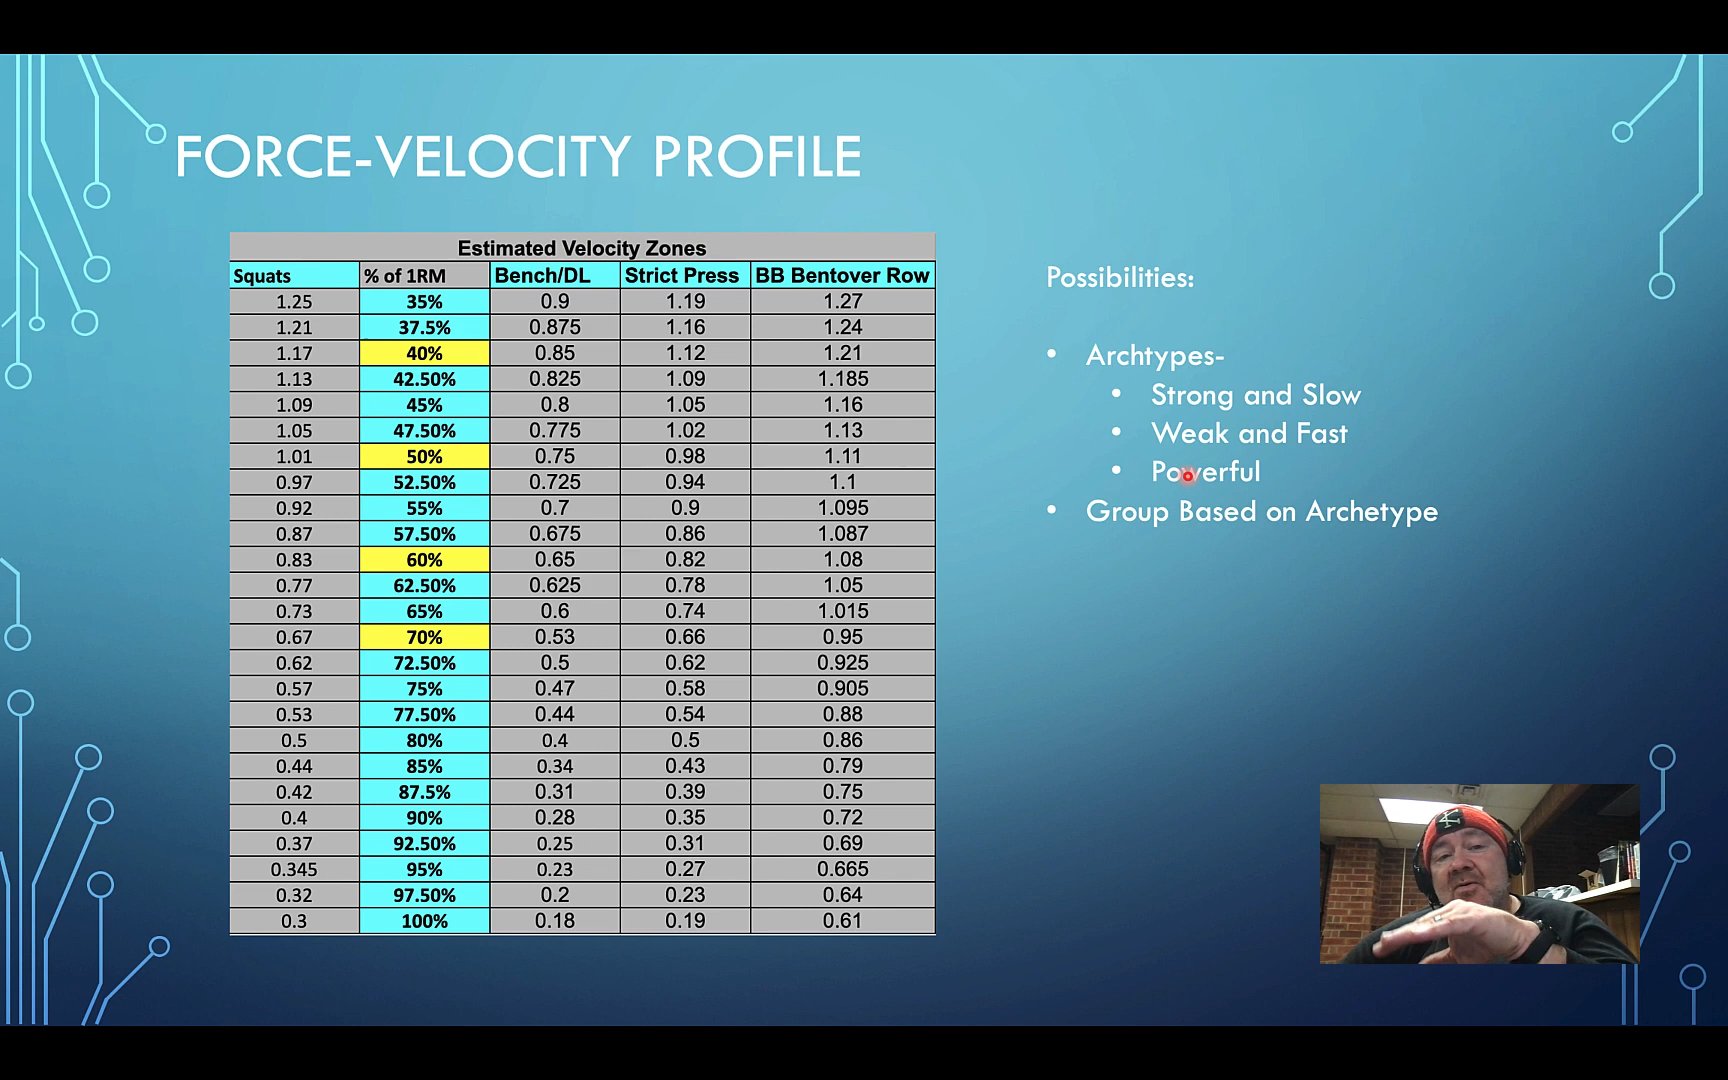 FORCE-VELOCITY PROFILE
Estimated Velocity Zones
Squats % of 1RM Bench/DL Strict Press BB Bentover Row
1.25 35% 0.9 1.19 1.27
1.21 37.5% 0.875 1.16 1.24
1.17 40% 0.85 1.12 1.21
1.13 42.50% 0.825 1.09 1.185
1.09 45% 0.8 1.05 1.16
1.05 47.50% 0.775 1.02 1.13
1.01 50% 0.75 0.98 1.11
0.97 52.50% 0.725 0.94 1.1
0.92 55% 0.7 0.9 1.095
0.87 57.50% 0.675 0.86 1.087
0.83 60% 0.65 0.82 1.08
0.77 62.50% 0.625 0.78 1.05
0.73 65% 0.6 0.74 1.015
0.67 70% 0.53 0.66 0.95
0.62 72.50% 0.5 0.62 0.925
0.57 75% 0.47 0.58 0.905
0.53 77.50% 0.44 0.54 0.88
0.5 80% 0.4 0.5 0.86
0.44 85% 0.34 0.43 0.79
0.42 87.5% 0.31 0.39 0.75
0.4 90% 0.28 0.35 0.72
0.37 92.50% 0.25 0.31 0.69
0.345 95% 0.23 0.27 0.665
0.32 97.50% 0.2 0.23 0.64
0.3 100% 0.18 0.19 0.61
Possibilities:
• Archtypes-
• Strong and Slow
• Weak and Fast
• Powerful
• Group Based on Archetype